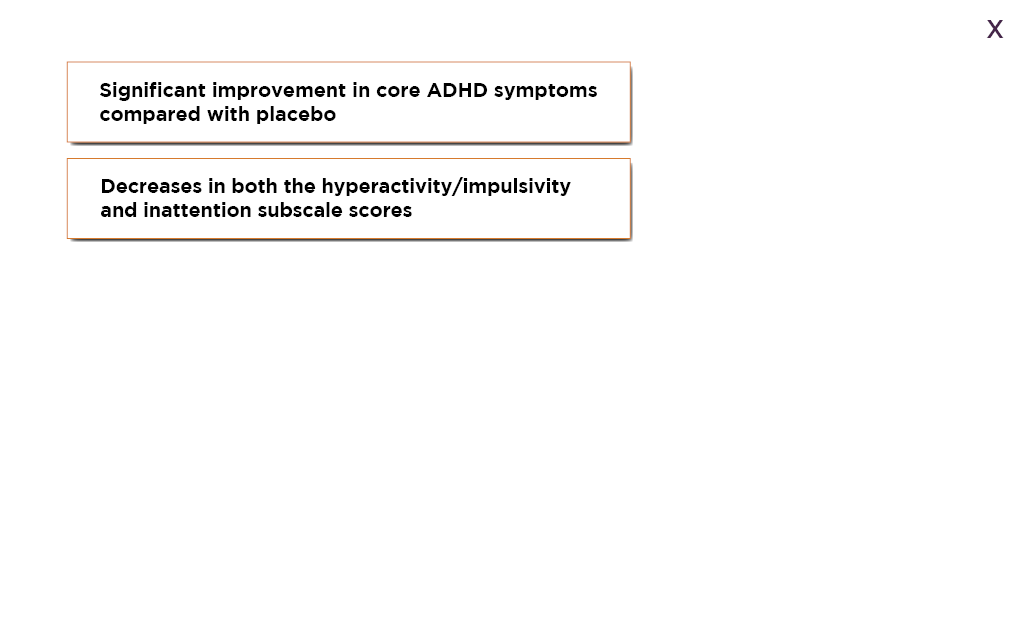 X
Significant improvement in core ADHD symptoms
compared with placebo
Decreases in both the hyperactivity/impulsivity
and inattention subscale scores